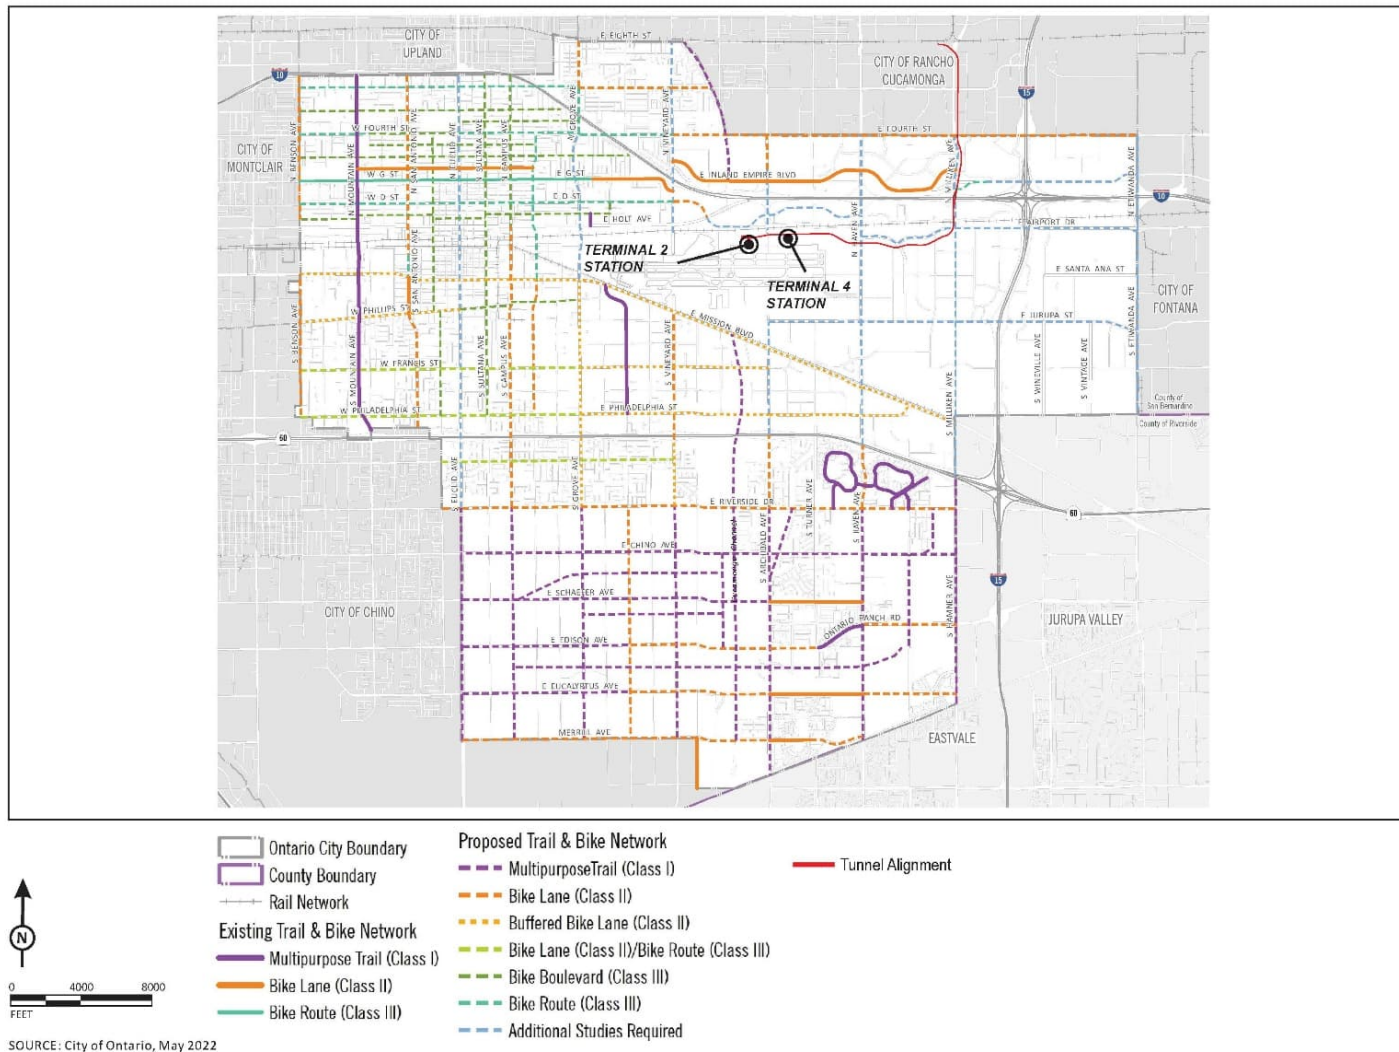 E EIGHTH ST
CITY OF
UPLAND
CITY OF RANCHO
CUCAMONGA
10
15
N BENSON AVE
N MOUNTAIN AVE
N SAN ANTONIO AVE
N EUCLID AVE
N SULTANA AVE
N CAMPUS AVE
N GROVE AVE
N VINEYARD AVE
W FOURTH ST
E FOURTH ST
CITY OF
MONTCLAIR
W G ST
E G ST
E INLAND EMPIRE BLVD
N MILLIKEN AVE
N ETIWANDA AVE
10
W D ST
E D ST
E HOLT AVE
N HAVEN AVE
E AIRPORT DR
TERMINAL 2
STATION
TERMINAL 4
STATION
E SANTA ANA ST
CITY OF
FONTANA
S BENSON AVE
S MOUNTAIN AVE
S SAN ANTONIO AVE
W PHILLIPS ST
E MISSION BLVD
E JURUPA ST
S ETIWANDA AVE
W FRANCIS ST
S SULTANA AVE
S CAMPUS AVE
S VINEYARD AVE
S MILLIKEN AVE
S WINEVILLE AVE
S VINTAGE AVE
W PHILADELPHIA ST
E PHILADELPHIA ST
County of
San Bernardino
County of Riverside
60
S EUCLID AVE
S GROVE AVE
E RIVERSIDE DR
S ARCHIBALD AVE
S TURNER AVE
S HAVEN AVE
60
E CHINO AVE
Cucamonga Channel
15
E SCHAEFER AVE
CITY OF CHINO
ONTARIO RANCH RD
S HAMNER AVE
JURUPA VALLEY
E EDISON AVE
E EUCALYPTUS AVE
MERRILL AVE
EASTVALE
Ontario City Boundary
County Boundary
Rail Network
Existing Trail & Bike Network
Multipurpose Trail (Class I)
Bike Lane (Class II)
Bike Route (Class III)
Proposed Trail & Bike Network
MultipurposeTrail (Class I)
Bike Lane (Class II)
Buffered Bike Lane (Class II)
Bike Lane (Class II)/Bike Route (Class III)
Bike Boulevard (Class III)
Bike Route (Class III)
Additional Studies Required
Tunnel Alignment
N
0 4000 8000
FEET
SOURCE: City of Ontario, May 2022